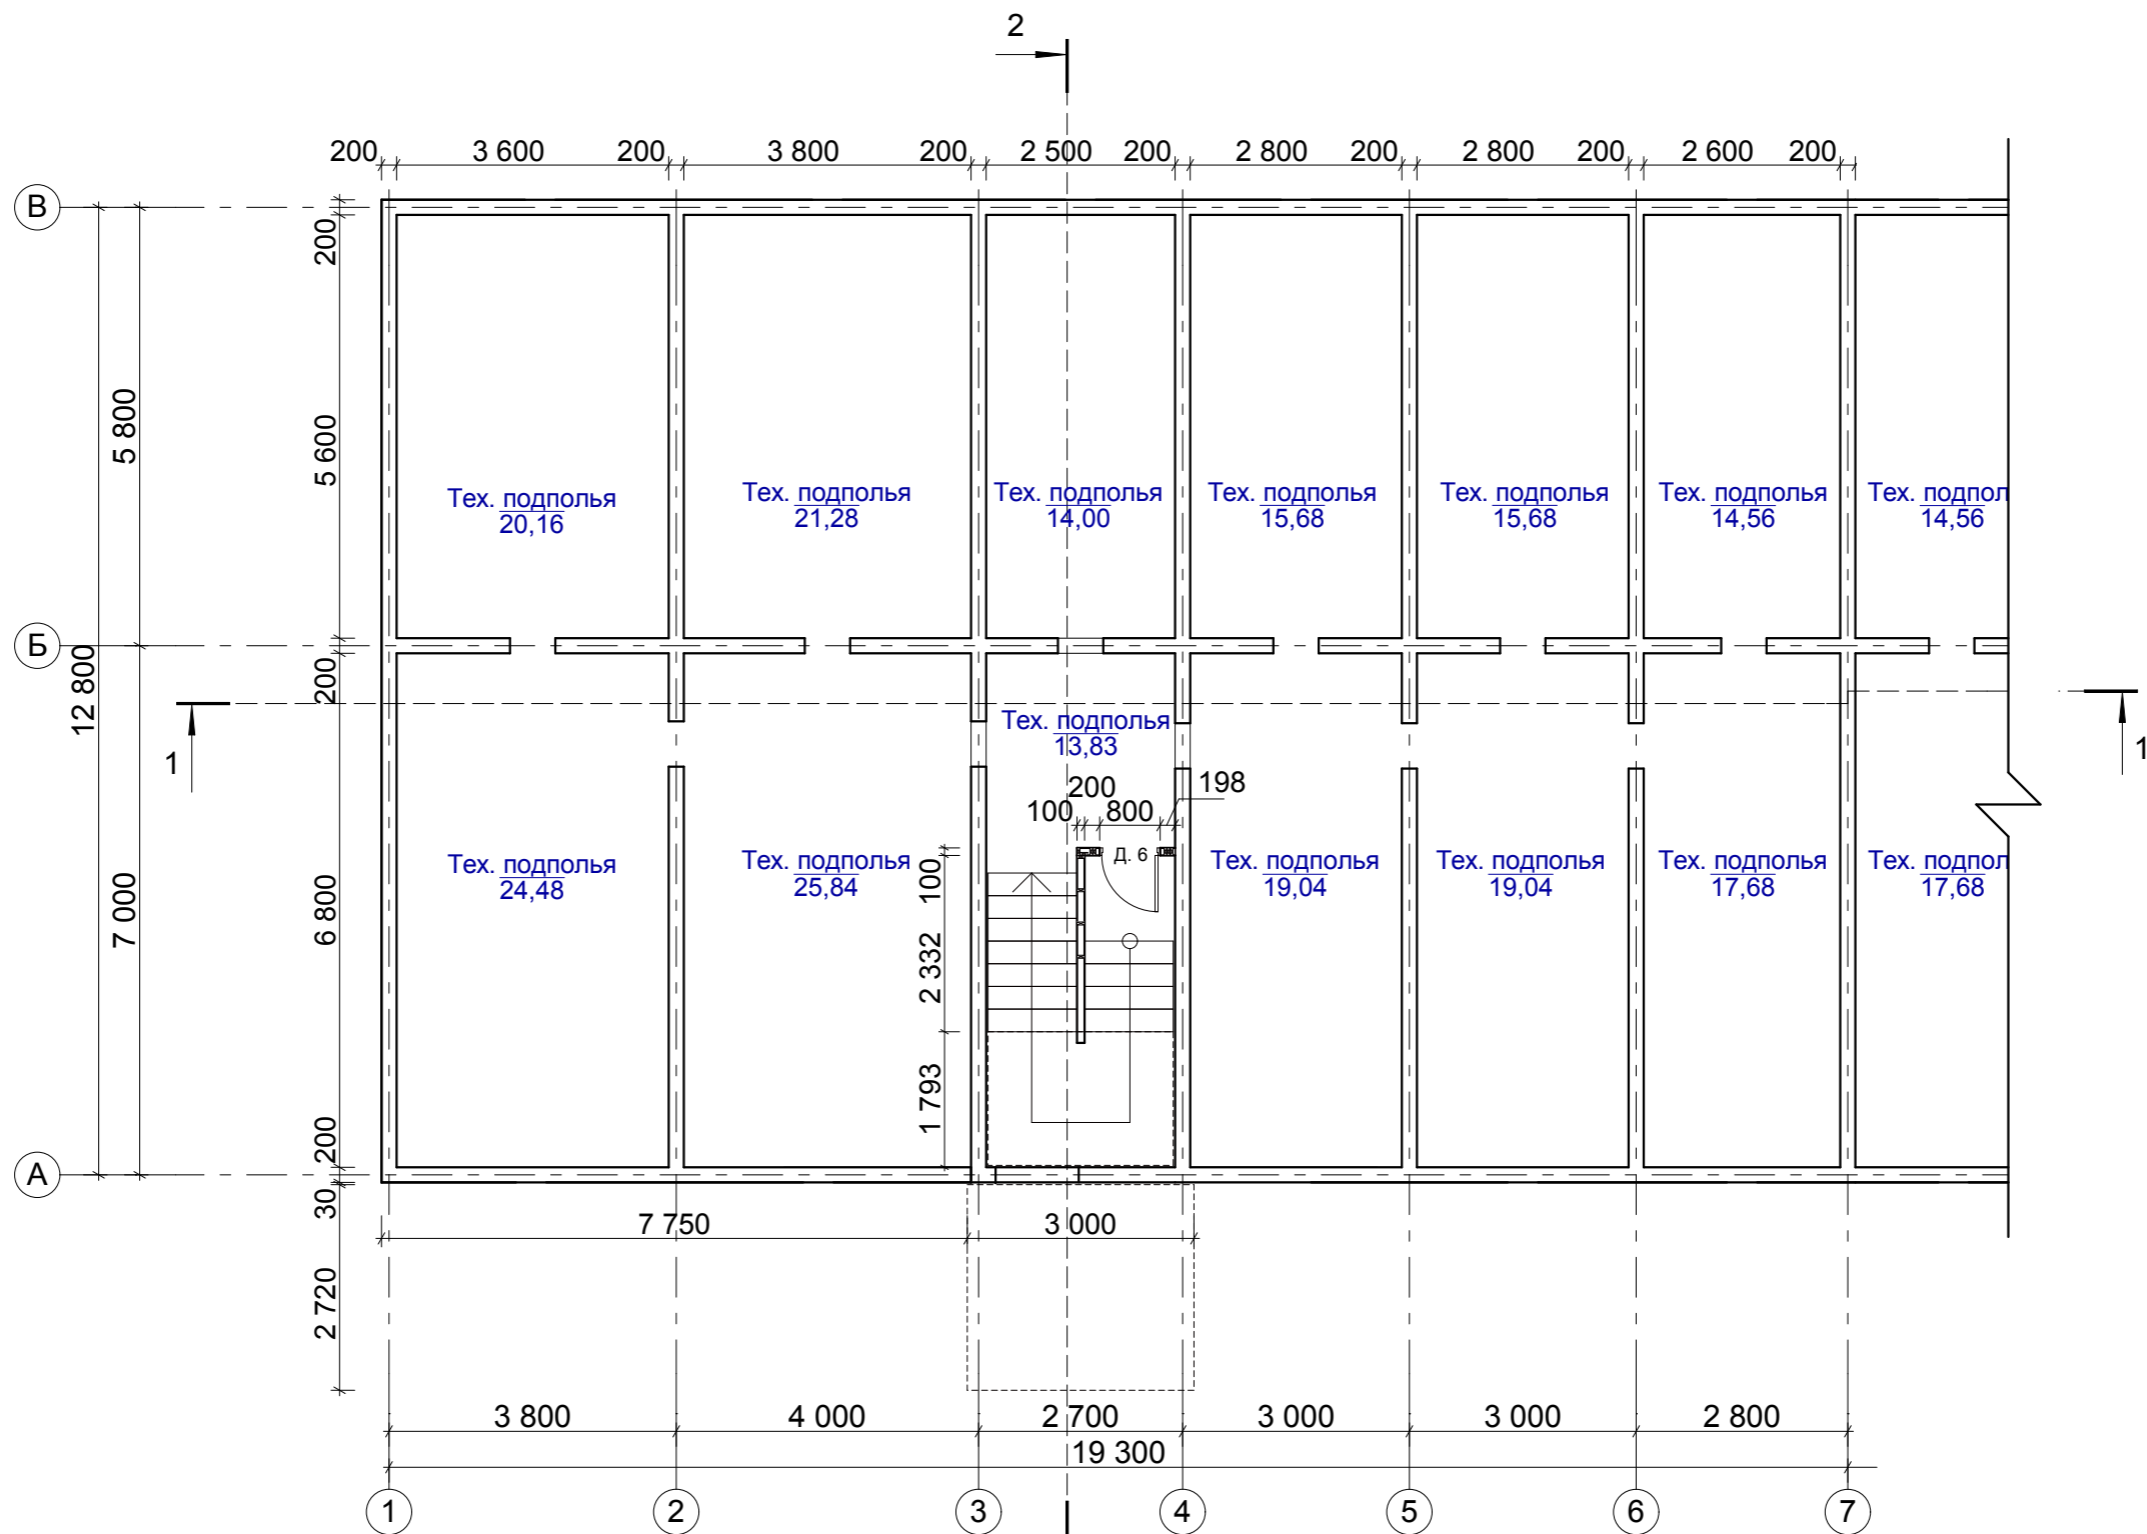 2
200 3 600 200 3 800 200 2 500 200 2 800 200 2 800 200 2 600 200
В
200
5 800
5 600
Тех. подполья
20,16
Тех. подполья
21,28
Тех. подполья
14,00
Тех. подполья
15,68
Тех. подполья
15,68
Тех. подполья
14,56
Тех. подпол
14,56
Б
12 800
200
1
1
Тех. подполья
13,83
200
198
100 800
Д. 6
100
7 000
6 800
Тех. подполья
24,48
Тех. подполья
25,84
Тех. подполья
19,04
Тех. подполья
19,04
Тех. подполья
17,68
Тех. подпол
17,68
2 332
1 793
200
А
30
7 750 3 000
2 720
3 800 4 000 2 700 3 000 3 000 2 800
19 300
1 2 3 4 5 6 7